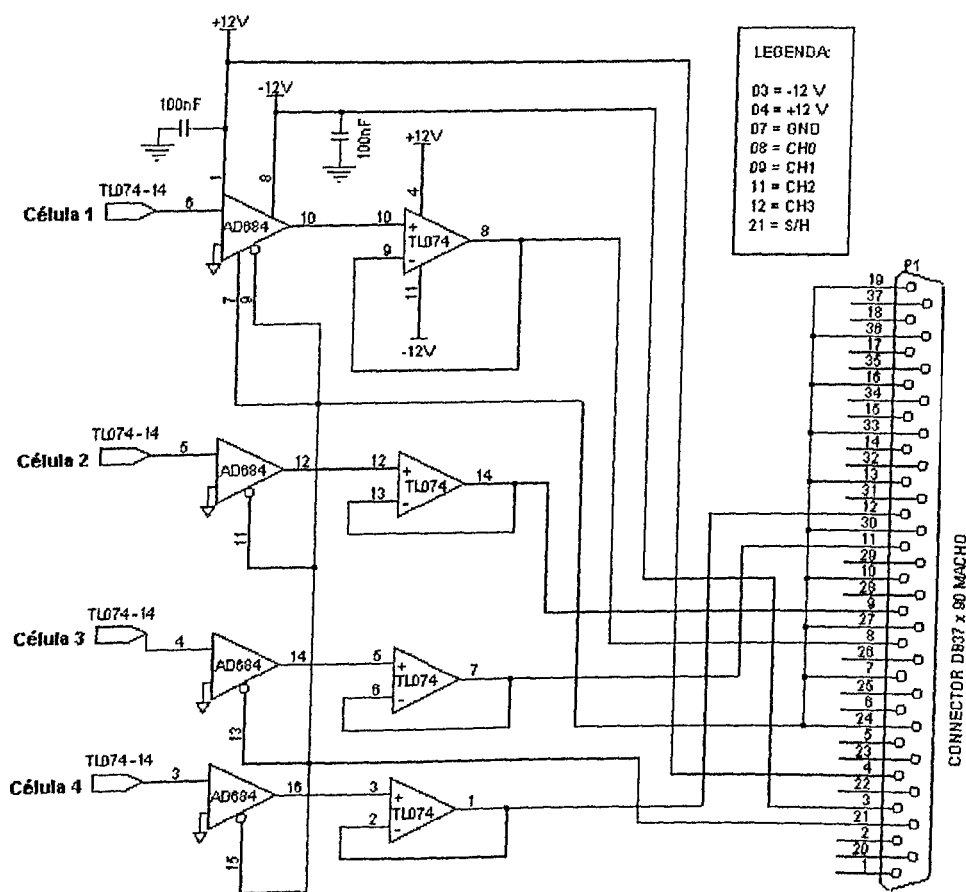 +12V
-12V
100nF
100nF
+12V
1
8
4
TL074-14
Célula 1
6
AD684
10
10
+
TL074
8
9
-
7
9
11
-12V
LEGENDA:
03 = -12 V
04 = +12 V
07 = GND
08 = CH0
09 = CH1
11 = CH2
12 = CH3
21 = S/H
P1
19
37
18
36
17
35
16
34
15
33
14
32
13
31
12
30
11
29
10
28
9
27
8
26
7
25
6
24
5
23
4
22
3
21
2
20
1
CONNECTOR DB37 x 90 MACHO
TL074-14
Célula 2
5
AD684
12
12
+
TL074
14
13
-
11
TL074-14
Célula 3
4
AD684
14
5
+
TL074
7
6
-
13
TL074-14
Célula 4
3
AD684
16
3
+
TL074
1
2
-
15